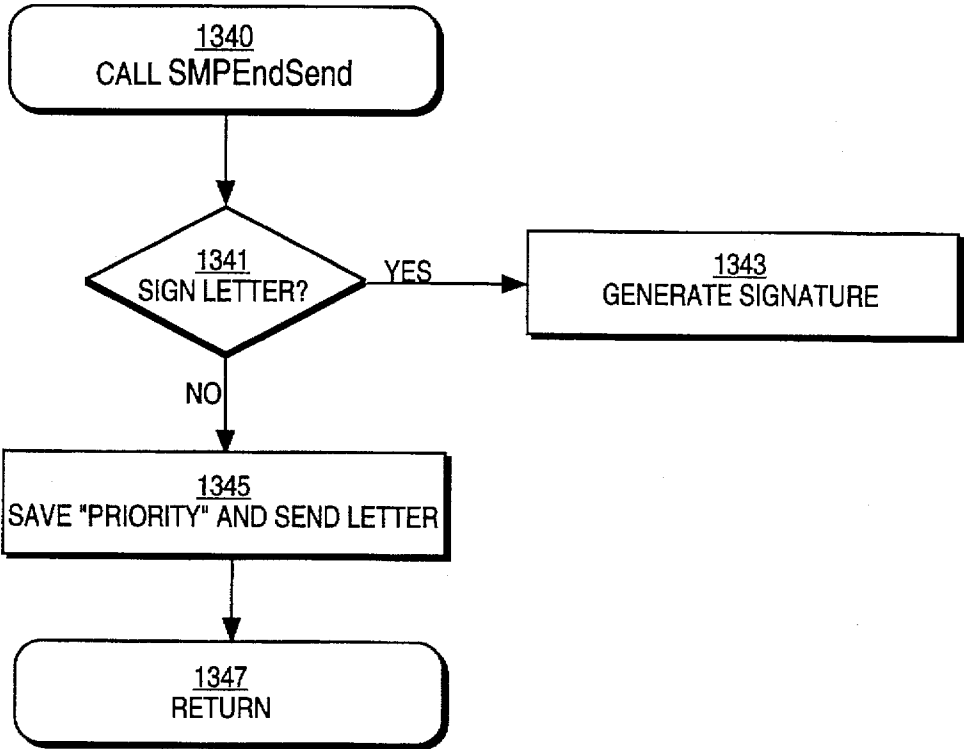 1340
CALL SMPEndSend
1341
SIGN LETTER?
YES
1343
GENERATE SIGNATURE
NO
1345
SAVE "PRIORITY" AND SEND LETTER
1347
RETURN